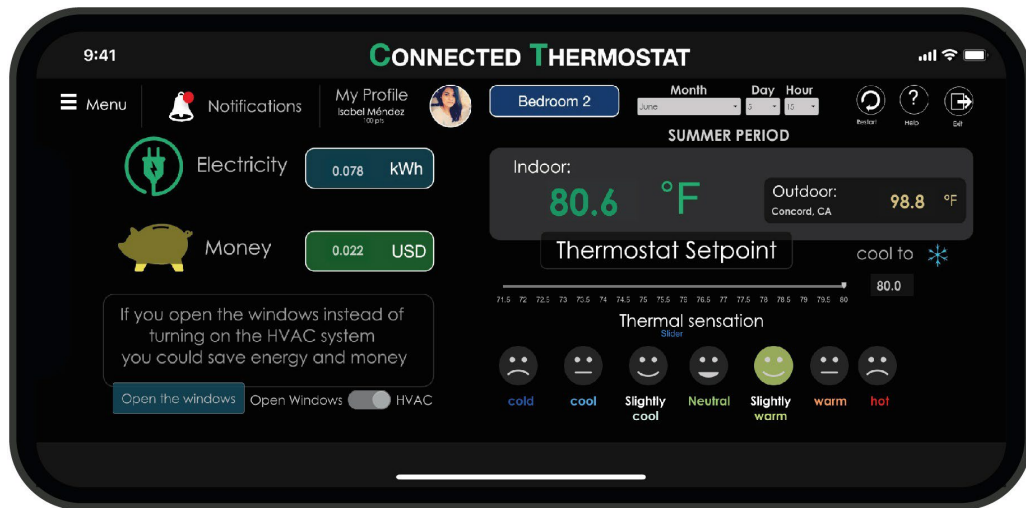 9:41
CONNECTED THERMOSTAT
Menu
Notifications
My Profile
Isabel Méndez
100 pts
Bedroom 2
Month Day Hour
June 5 15
Restart Help Exit
SUMMER PERIOD
Electricity 0.078 kWh
Indoor:
80.6 °F
Outdoor:
Concord, CA
98.8 °F
Money 0.022 USD
Thermostat Setpoint
cool to
80.0
71.5 72 72.5 73 73.5 74 74.5 75 75.5 76 76.5 77 77.5 78 78.5 79 79.5 80
If you open the windows instead of
turning on the HVAC system
you could save energy and money
Thermal sensation
Slider
Open the windows Open Windows HVAC
cold cool Slightly cool Neutral Slightly warm warm hot